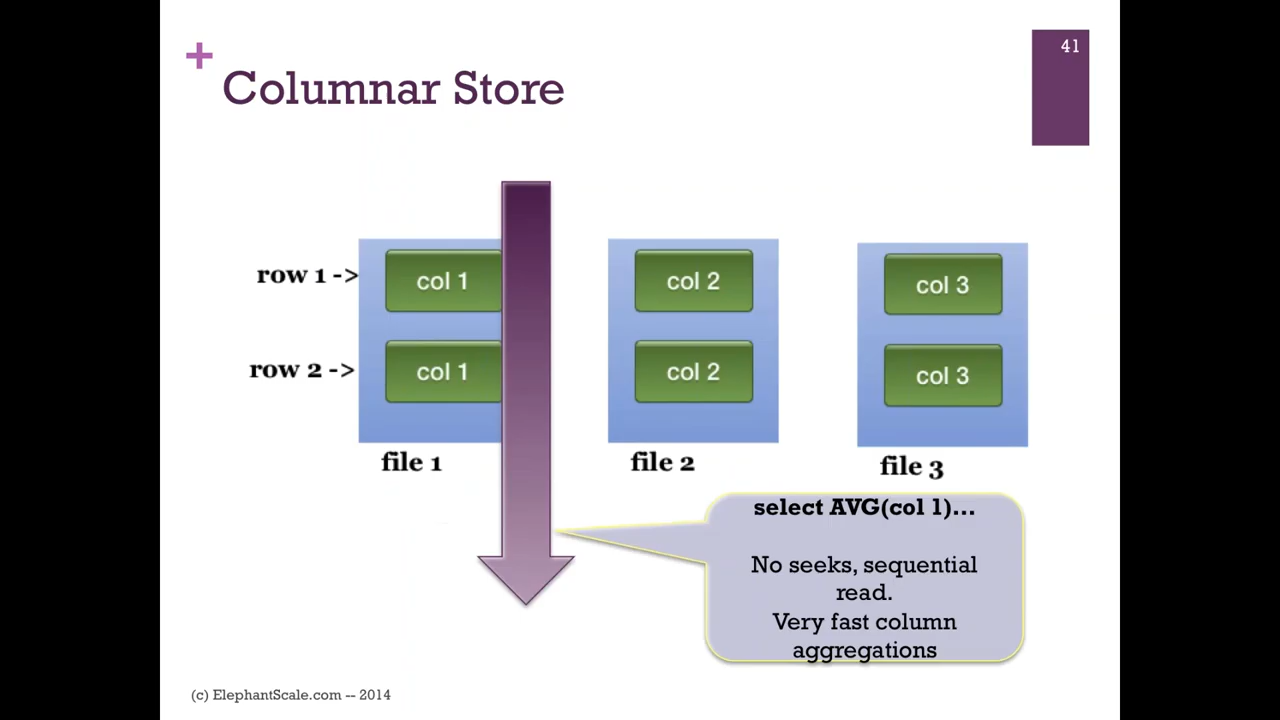 41
+
Columnar Store
row 1 -> col 1 col 2 col 3
row 2 -> col 1 col 2 col 3
file 1 file 2 file 3
select AVG(col 1)...
No seeks, sequential
read.
Very fast column
aggregations
(c) ElephantScale.com -- 2014